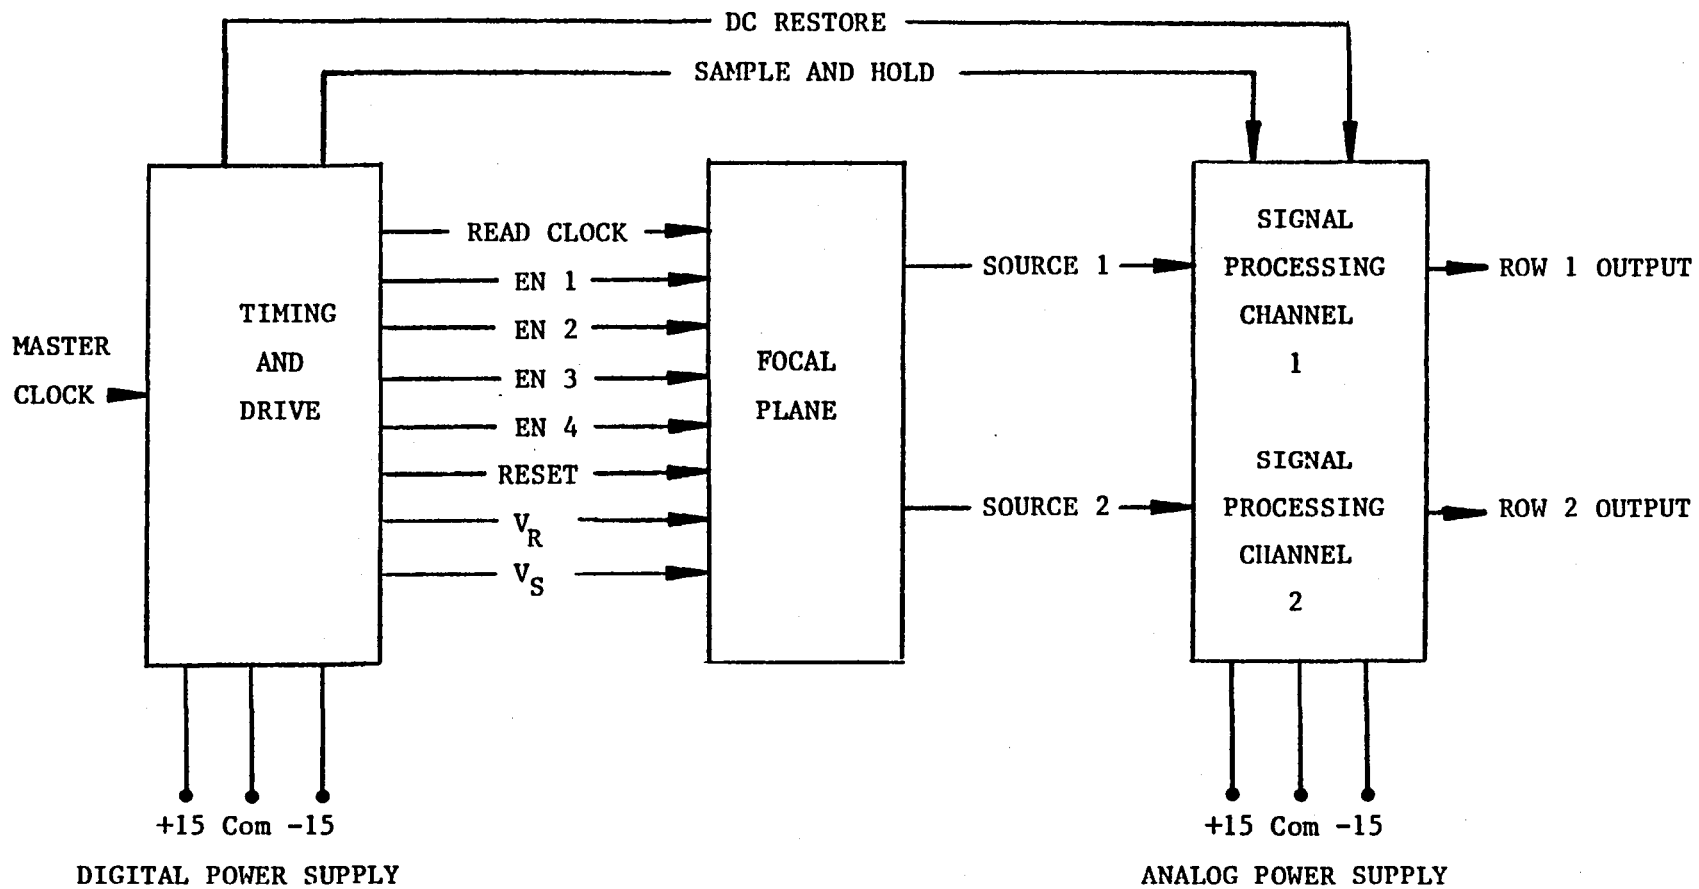 DC RESTORE
SAMPLE AND HOLD
MASTER
CLOCK
TIMING
AND
DRIVE
READ CLOCK
EN 1
EN 2
EN 3
EN 4
RESET
V_R
V_S
FOCAL
PLANE
SOURCE 1
SOURCE 2
SIGNAL
PROCESSING
CHANNEL
1
SIGNAL
PROCESSING
CHANNEL
2
ROW 1 OUTPUT
ROW 2 OUTPUT
+15 Com -15
DIGITAL POWER SUPPLY
+15 Com -15
ANALOG POWER SUPPLY